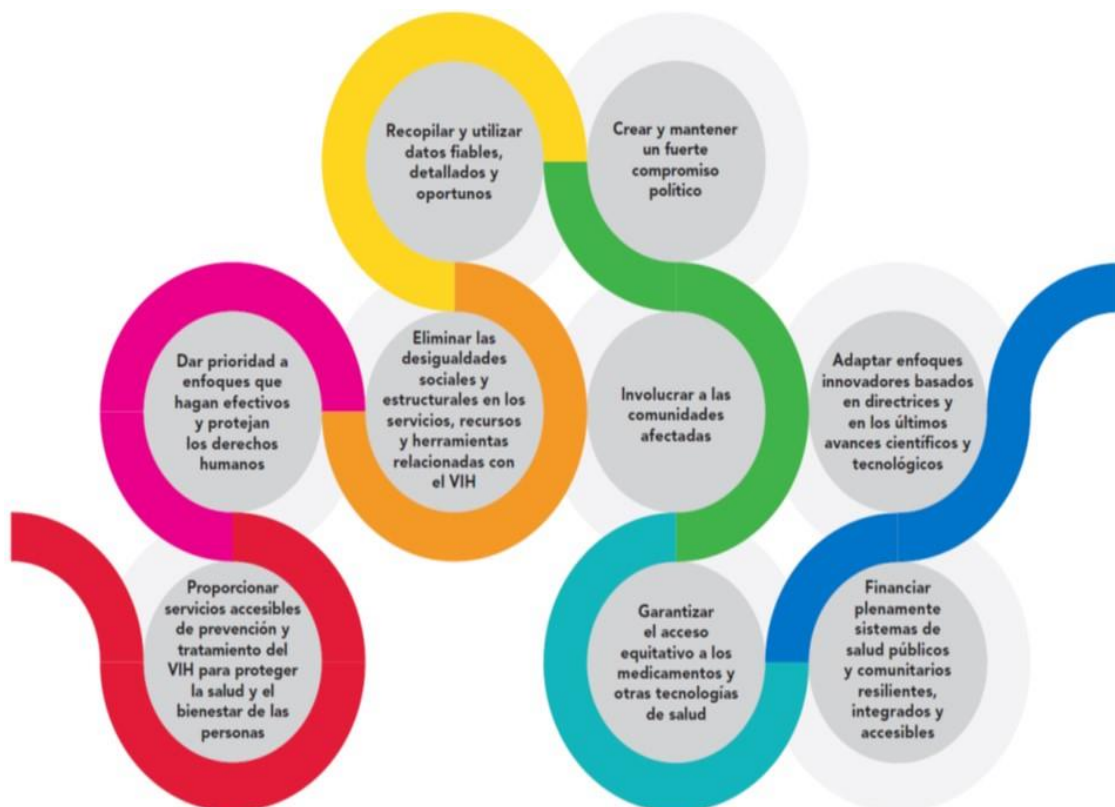 Recopilar y utilizar
datos fiables,
detallados y
oportunos
Crear y mantener
un fuerte
compromiso
político
Dar prioridad a
enfoques que
hagan efectivos
y protejan
los derechos
humanos
Eliminar las
desigualdades
sociales y
estructurales en los
servicios, recursos
y herramientas
relacionadas con
el VIH
Involucrar a las
comunidades
afectadas
Adaptar enfoques
innovadores basados
en directrices y
en los últimos
avances científicos y
tecnológicos
Proporcionar
servicios accesibles
de prevención y
tratamiento del
VIH para proteger
la salud y el
bienestar de las
personas
Garantizar
el acceso
equitativo a los
medicamentos y
otras tecnologías
de salud
Financiar
plenamente
sistemas de
salud públicos
y comunitarios
resilientes,
integrados y
accesibles